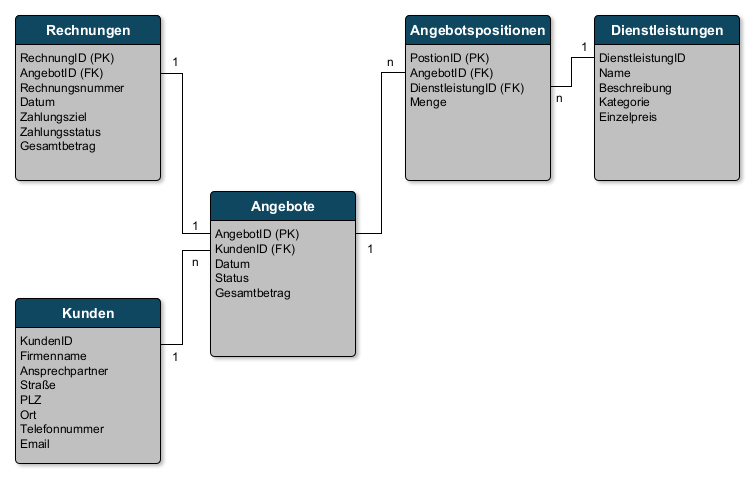 Rechnungen
RechnungID (PK)
AngebotID (FK)
Rechnungsnummer
Datum
Zahlungsziel
Zahlungsstatus
Gesamtbetrag
1
1
Kunden
KundenID
Firmenname
Ansprechpartner
Straße
PLZ
Ort
Telefonnummer
Email
1
n
Angebote
AngebotID (PK)
KundenID (FK)
Datum
Status
Gesamtbetrag
1
n
Angebotspositionen
PostionID (PK)
AngebotID (FK)
DienstleistungID (FK)
Menge
n
1
Dienstleistungen
DienstleistungID
Name
Beschreibung
Kategorie
Einzelpreis